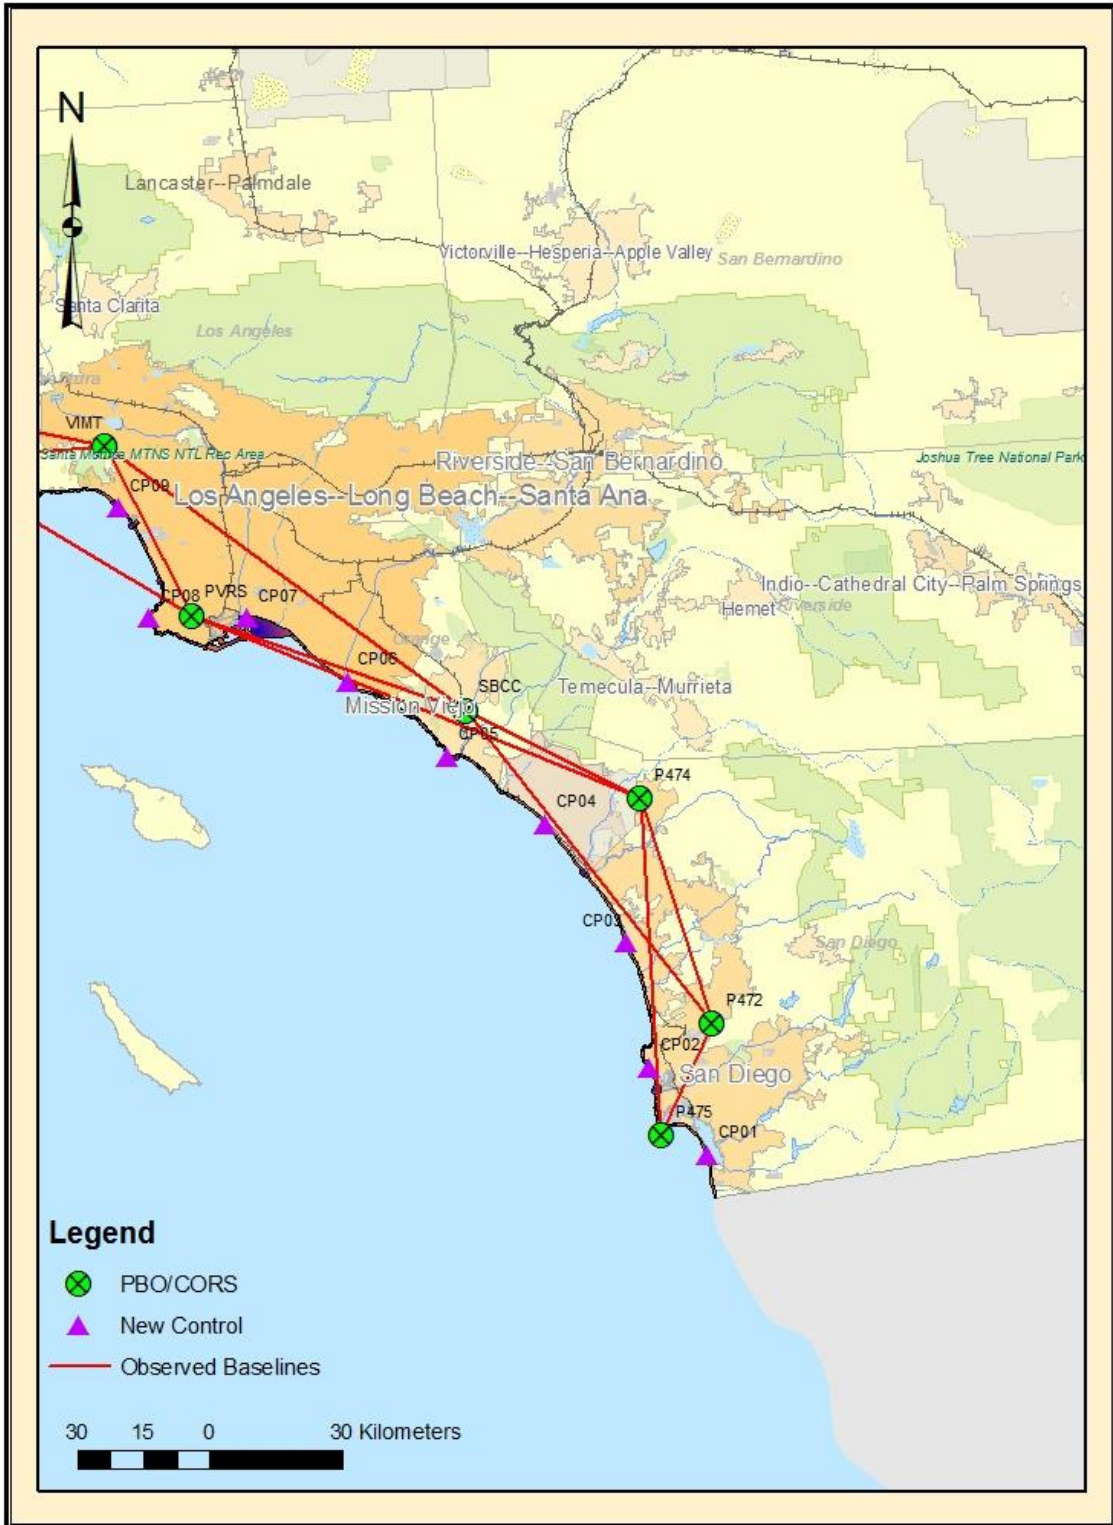 Kern
N
Lancaster--Palmdale
Victorville--Hesperia--Apple Valley
San Bernardino
Santa Clarita
Los Angeles
Ventura
VIMT
Santa Monica MTNS NTL Rec Area
Riverside--San Bernardino
Joshua Tree National Park
CP09
Los Angeles--Long Beach--Santa Ana
Indio--Cathedral City--Palm Springs
CP08
PVRS
CP07
Hemet
Riverside
Orange
CP06
SBCC
Temecula--Murrieta
Mission Viejo
CP05
P474
CP04
CP03
San Diego
P472
CP02
San Diego
P475
CP01
Legend
PBO/CORS
New Control
Observed Baselines
30 15 0 30 Kilometers